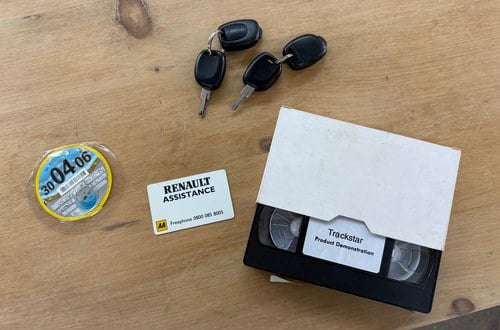 30 04 06
RENAULT
ASSISTANCE
AA
Freephone 0800 085 8005
Trackstar
Product Demonstration